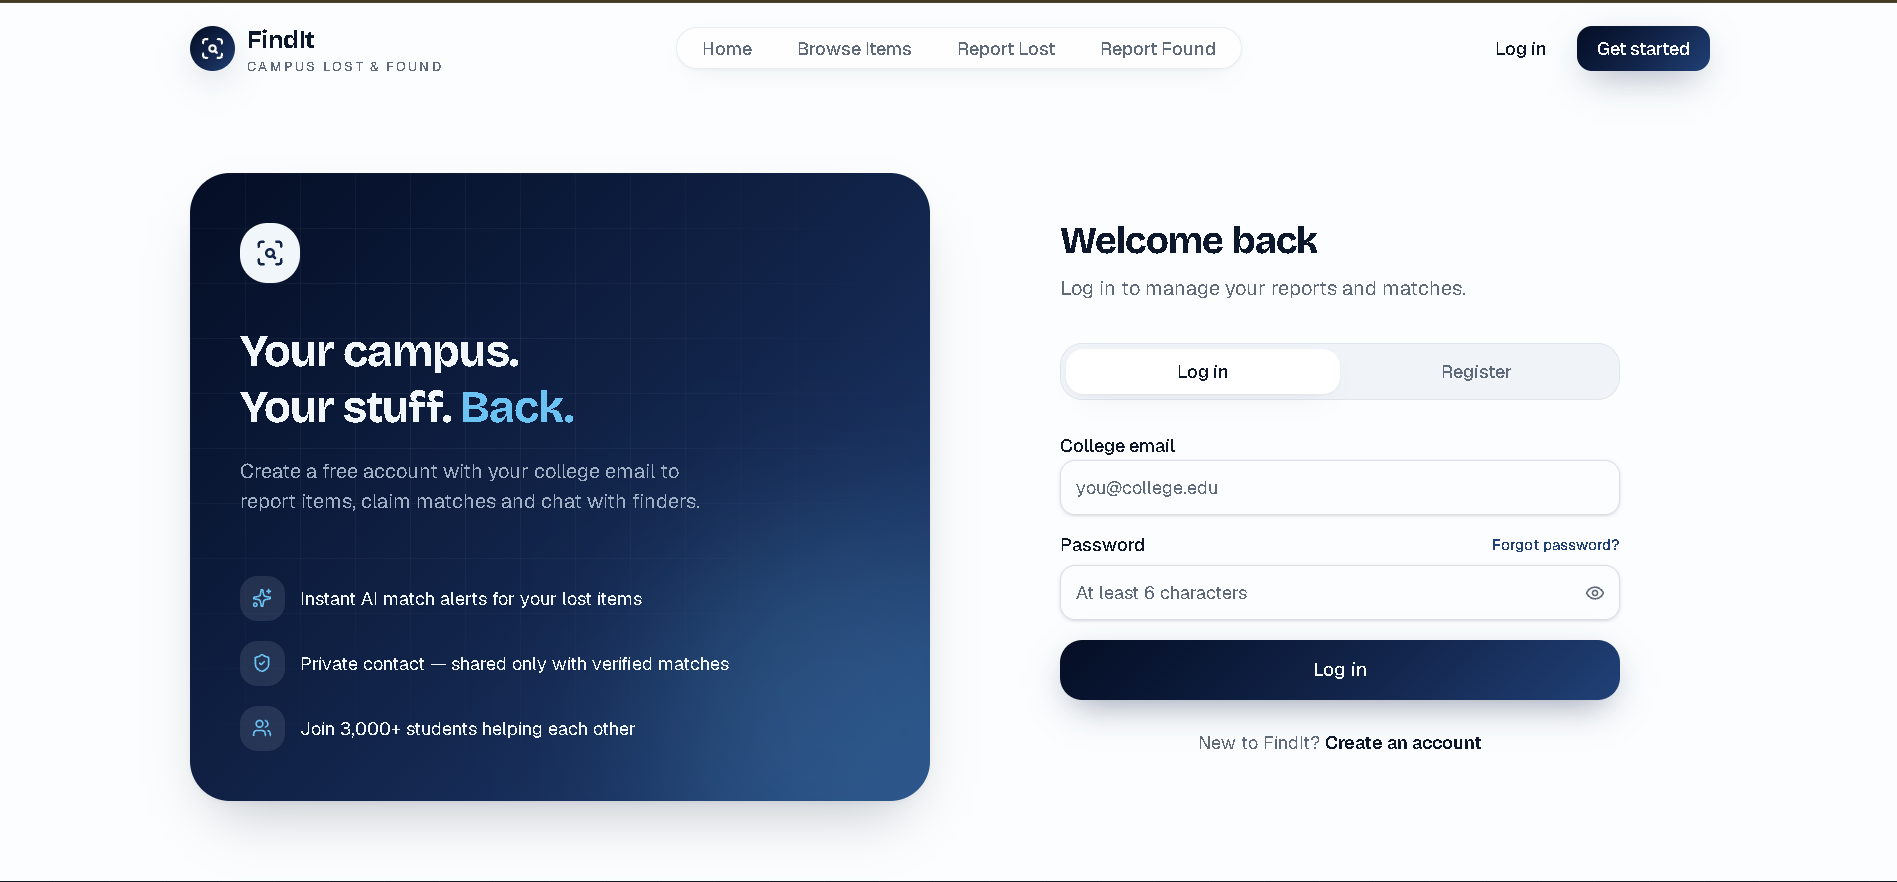 FindIt
CAMPUS LOST & FOUND
Home
Browse Items
Report Lost
Report Found
Log in
Get started
Your campus.
Your stuff. Back.
Create a free account with your college email to
report items, claim matches and chat with finders.
Instant AI match alerts for your lost items
Private contact — shared only with verified matches
Join 3,000+ students helping each other
Welcome back
Log in to manage your reports and matches.
Log in
Register
College email
you@college.edu
Password
Forgot password?
At least 6 characters
Log in
New to FindIt? Create an account